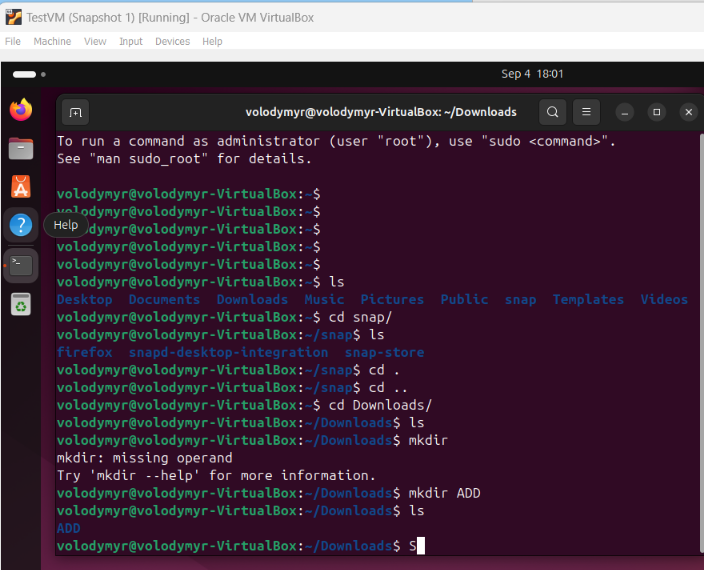 TestVM (Snapshot 1) [Running] - Oracle VM VirtualBox
File Machine View Input Devices Help
Sep 4 18:01
volodymyr@volodymyr-VirtualBox: ~/Downloads
To run a command as administrator (user "root"), use "sudo <command>".
See "man sudo_root" for details.
volodymyr@volodymyr-VirtualBox:~$
volodymyr@volodymyr-VirtualBox:~$
Help
volodymyr@volodymyr-VirtualBox:~$
volodymyr@volodymyr-VirtualBox:~$
volodymyr@volodymyr-VirtualBox:~$
volodymyr@volodymyr-VirtualBox:~$ ls
Desktop Documents Downloads Music Pictures Public snap Templates Videos
volodymyr@volodymyr-VirtualBox:~$ cd snap/
volodymyr@volodymyr-VirtualBox:~/snap$ ls
firefox snapd-desktop-integration snap-store
volodymyr@volodymyr-VirtualBox:~/snap$ cd .
volodymyr@volodymyr-VirtualBox:~/snap$ cd ..
volodymyr@volodymyr-VirtualBox:~$ cd Downloads/
volodymyr@volodymyr-VirtualBox:~/Downloads$ ls
volodymyr@volodymyr-VirtualBox:~/Downloads$ mkdir
mkdir: missing operand
Try 'mkdir --help' for more information.
volodymyr@volodymyr-VirtualBox:~/Downloads$ mkdir ADD
volodymyr@volodymyr-VirtualBox:~/Downloads$ ls
ADD
volodymyr@volodymyr-VirtualBox:~/Downloads$ S